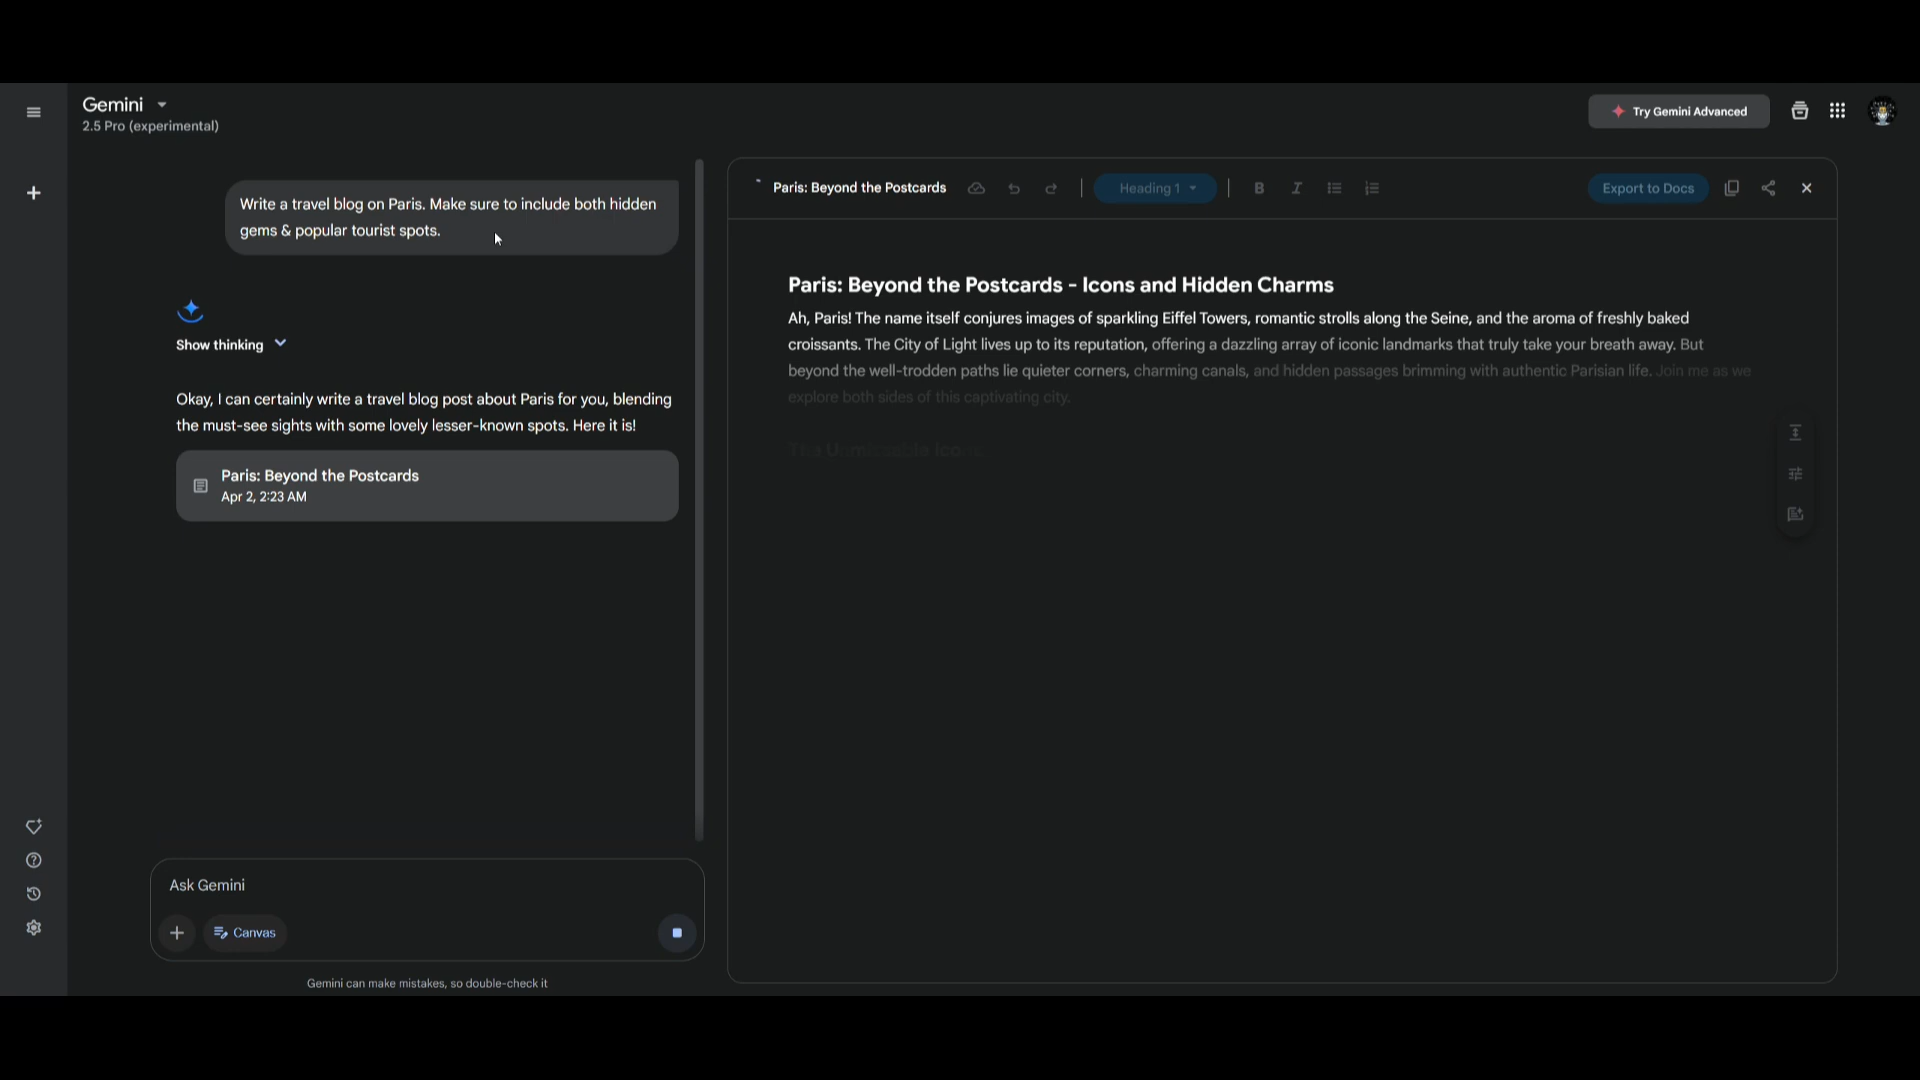 Gemini
2.5 Pro (experimental)
Try Gemini Advanced
Write a travel blog on Paris. Make sure to include both hidden
gems & popular tourist spots.
Show thinking
Okay, I can certainly write a travel blog post about Paris for you, blending
the must-see sights with some lovely lesser-known spots. Here it is!
Paris: Beyond the Postcards
Apr 2, 2:23 AM
Ask Gemini
Canvas
Gemini can make mistakes, so double-check it
Paris: Beyond the Postcards
Heading 1
B
I
Export to Docs
Paris: Beyond the Postcards - Icons and Hidden Charms
Ah, Paris! The name itself conjures images of sparkling Eiffel Towers, romantic strolls along the Seine, and the aroma of freshly baked
croissants. The City of Light lives up to its reputation, offering a dazzling array of iconic landmarks that truly take your breath away. But
beyond the well-trodden paths lie quieter corners, charming canals, and hidden passages brimming with authentic Parisian life. Join me as we
explore both sides of this captivating city.
The